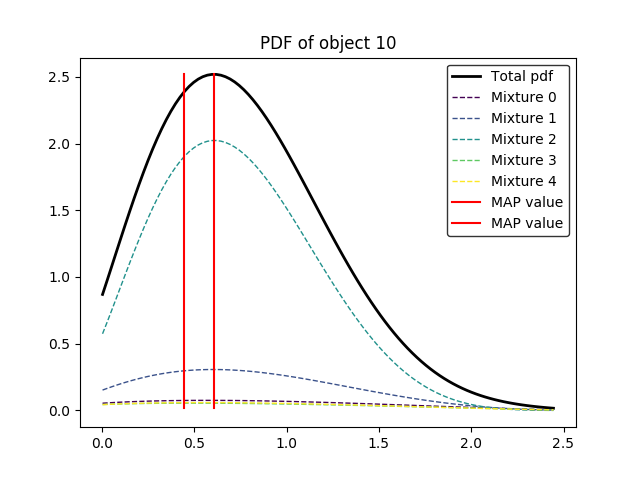 PDF of object 10
Total pdf
Mixture 0
Mixture 1
Mixture 2
Mixture 3
Mixture 4
MAP value
MAP value
2.5
2.0
1.5
1.0
0.5
0.0
0.0 0.5 1.0 1.5 2.0 2.5